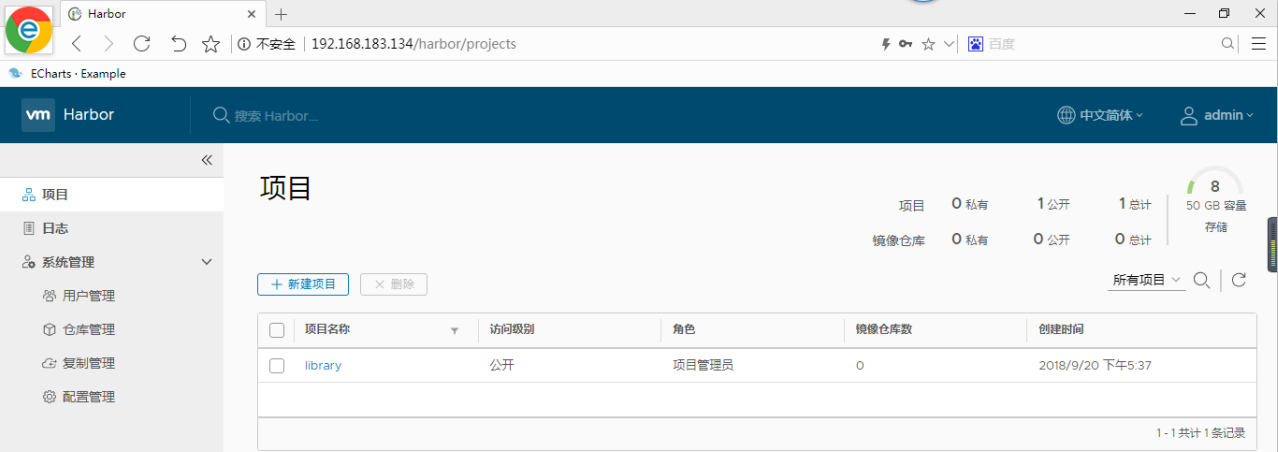 Harbor
不安全 192.168.183.134/harbor/projects 百度
ECharts · Example
vm Harbor 搜索 Harbor... 中文简体 admin
项目
日志
系统管理
用户管理
仓库管理
复制管理
配置管理
项目
项目 0 私有 1 公开 1 总计
镜像仓库 0 私有 0 公开 0 总计
8
50 GB 容量
存储
新建项目 删除 所有项目
项目名称 访问级别 角色 镜像仓库数 创建时间
library 公开 项目管理员 0 2018/9/20 下午5:37
1 - 1 共计 1 条记录